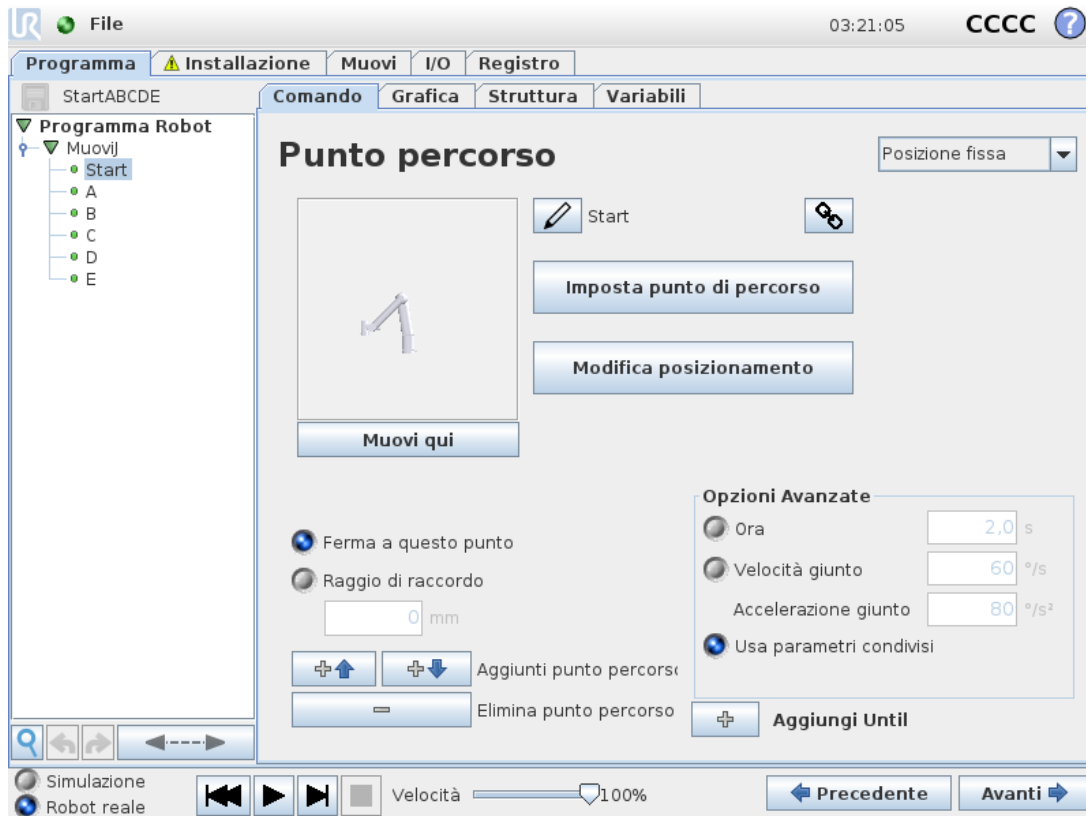 UR File 03:21:05 CCCC ?
Programma Installazione Muovi I/O Registro
StartABCDE
Comando Grafica Struttura Variabili
Programma Robot
MuoviJ
Start
A
B
C
D
E
Punto percorso
Posizione fissa
Start
Imposta punto di percorso
Modifica posizionamento
Muovi qui
Ferma a questo punto
Raggio di raccordo
0 mm
Aggiunti punto percorso
Elimina punto percorso
Opzioni Avanzate
Ora 2,0 s
Velocità giunto 60 °/s
Accelerazione giunto 80 °/s²
Usa parametri condivisi
Aggiungi Until
Simulazione
Robot reale
Velocità 100%
Precedente
Avanti